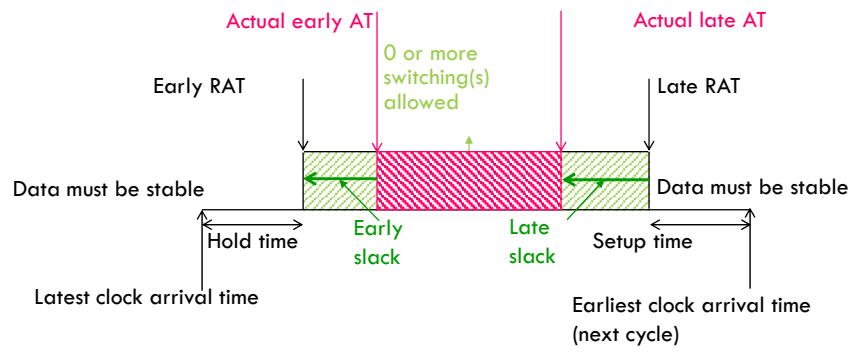 Actual early AT
Actual late AT
0 or more
switching(s)
allowed
Early RAT
Late RAT
Data must be stable
Data must be stable
Hold time
Early
slack
Late
slack
Setup time
Latest clock arrival time
Earliest clock arrival time
(next cycle)